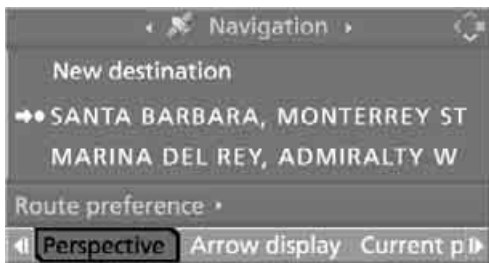 Navigation
New destination
SANTA BARBARA, MONTERREY ST
MARINA DEL REY, ADMIRALTY W
Route preference
Perspective Arrow display Current p